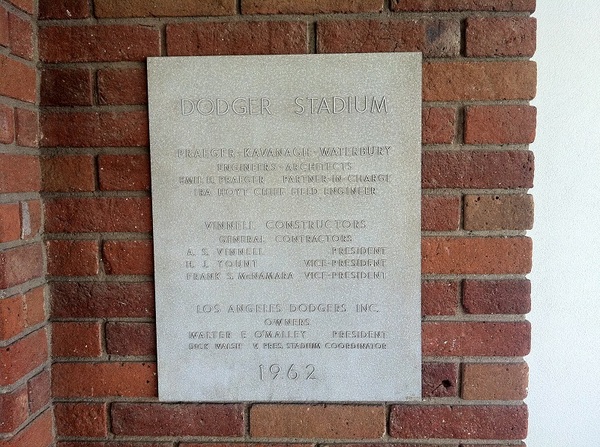 DODGER STADIUM
PRAEGER-KAVANAGH-WATERBURY
ENGINEERS-ARCHITECTS
EMIL H. PRAEGER PARTNER-IN-CHARGE
IRA HOYT CHIEF FIELD ENGINEER
VINNELL CONSTRUCTORS
GENERAL CONTRACTORS
A. S. VINNELL PRESIDENT
H. J. YOUNT VICE-PRESIDENT
FRANK S. McNAMARA VICE-PRESIDENT
LOS ANGELES DODGERS INC.
OWNERS
WALTER F. O'MALLEY PRESIDENT
DICK WALSH V. PRES. STADIUM COORDINATOR
1962